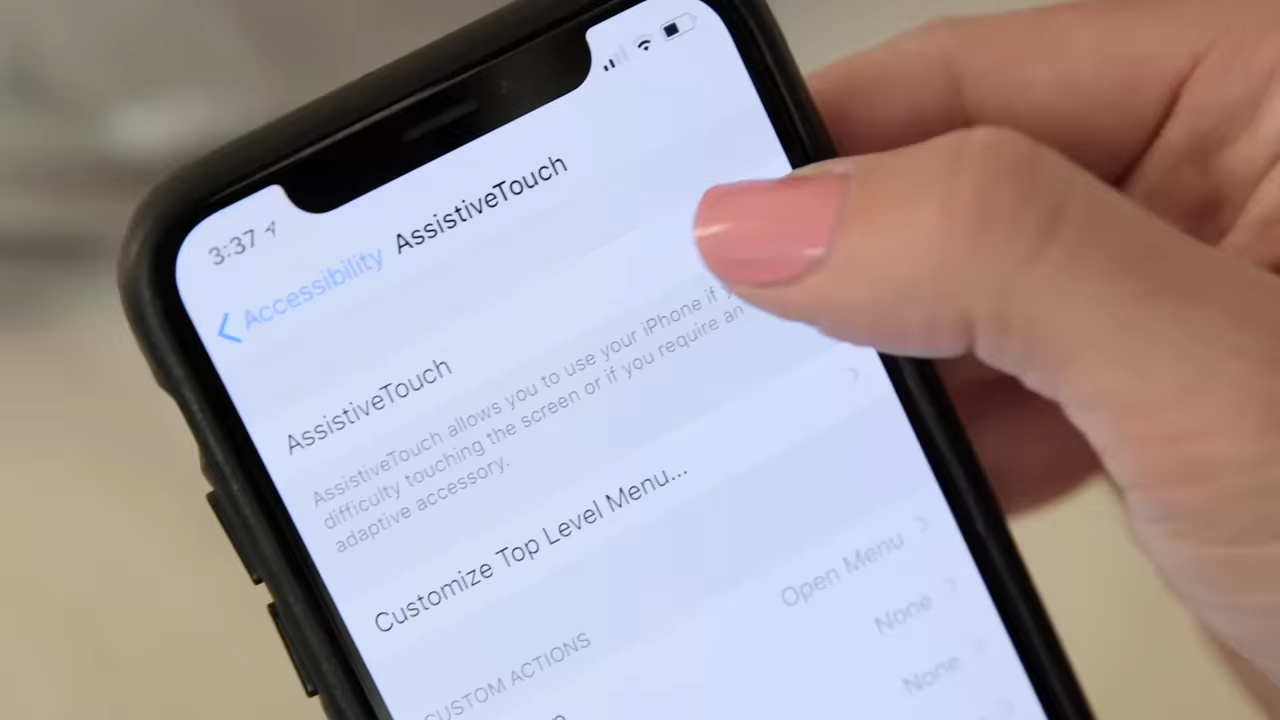 3:37
Accessibility AssistiveTouch
AssistiveTouch
AssistiveTouch allows you to use your iPhone if
difficulty touching the screen or if you require an
adaptive accessory.
Customize Top Level Menu...
CUSTOM ACTIONS
Open Menu
None
None